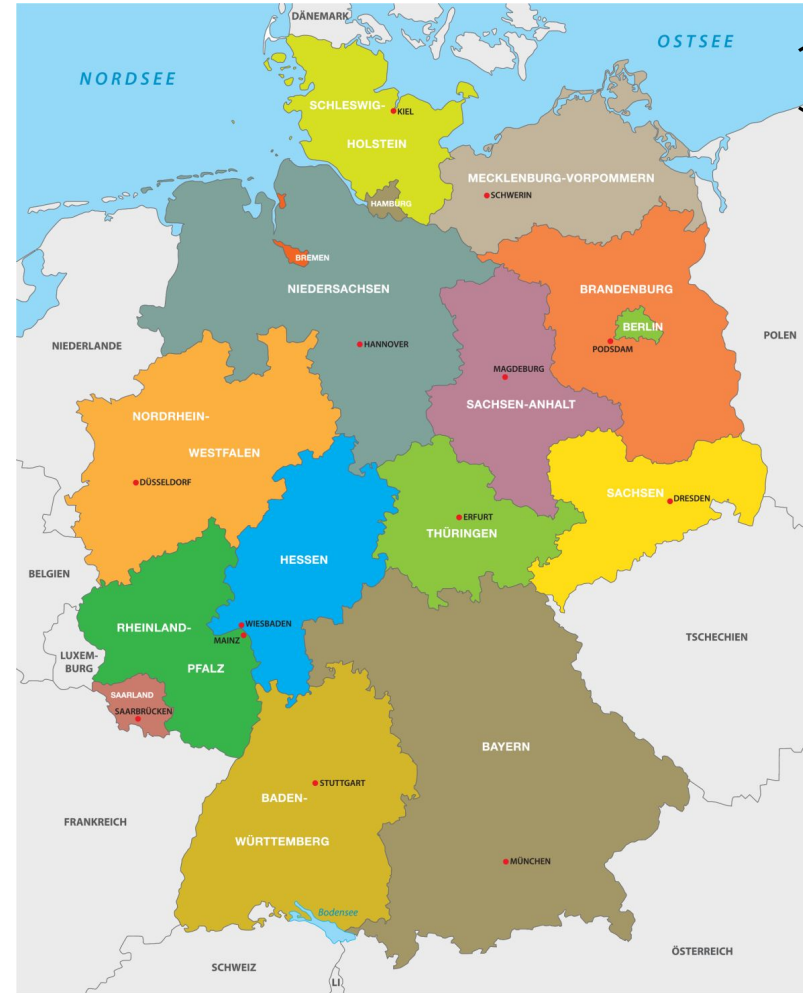 DÄNEMARK
NORDSEE
OSTSEE
SCHLESWIG-
KIEL
HOLSTEIN
MECKLENBURG-VORPOMMERN
SCHWERIN
HAMBURG
BREMEN
NIEDERSACHSEN
BRANDENBURG
BERLIN
POLEN
NIEDERLANDE
HANNOVER
PODSDAM
MAGDEBURG
SACHSEN-ANHALT
NORDRHEIN-
WESTFALEN
DÜSSELDORF
SACHSEN
DRESDEN
ERFURT
THÜRINGEN
HESSEN
BELGIEN
RHEINLAND-
WIESBADEN
MAINZ
TSCHECHIEN
LUXEM-
BURG
PFALZ
SAARLAND
SAARBRÜCKEN
BAYERN
STUTTGART
BADEN-
FRANKREICH
WÜRTTEMBERG
MÜNCHEN
Bodensee
ÖSTERREICH
SCHWEIZ
LI